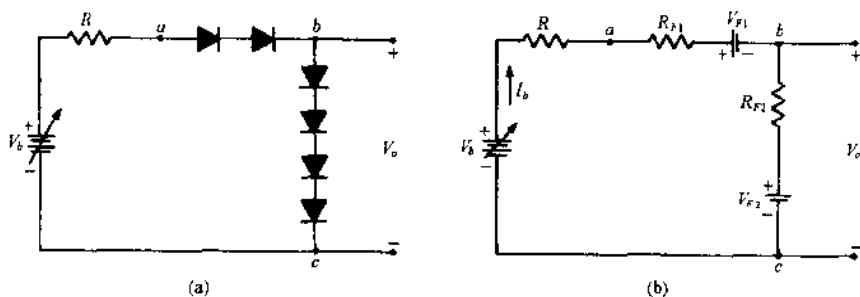 R
a
b
+
+
V_b
−
V_o
c
−
(a)
R
a
R_F1
V_F1
+ −
b
+
I_b
R_F2
+
V_b
−
V_o
+
V_F2
−
c
−
(b)